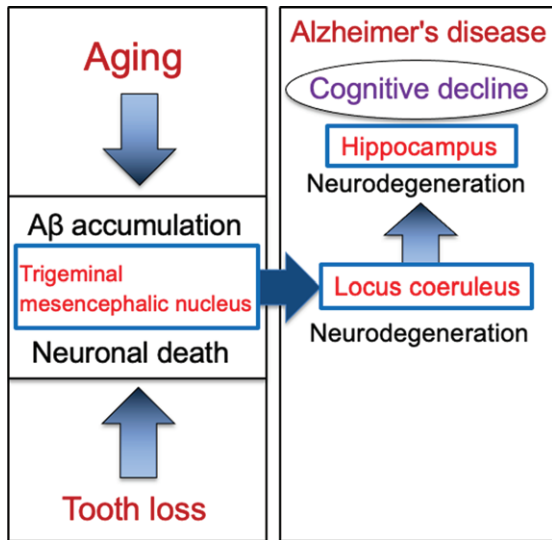 Aging
Aβ accumulation
Trigeminal
mesencephalic nucleus
Neuronal death
Tooth loss
Alzheimer's disease
Cognitive decline
Hippocampus
Neurodegeneration
Locus coeruleus
Neurodegeneration